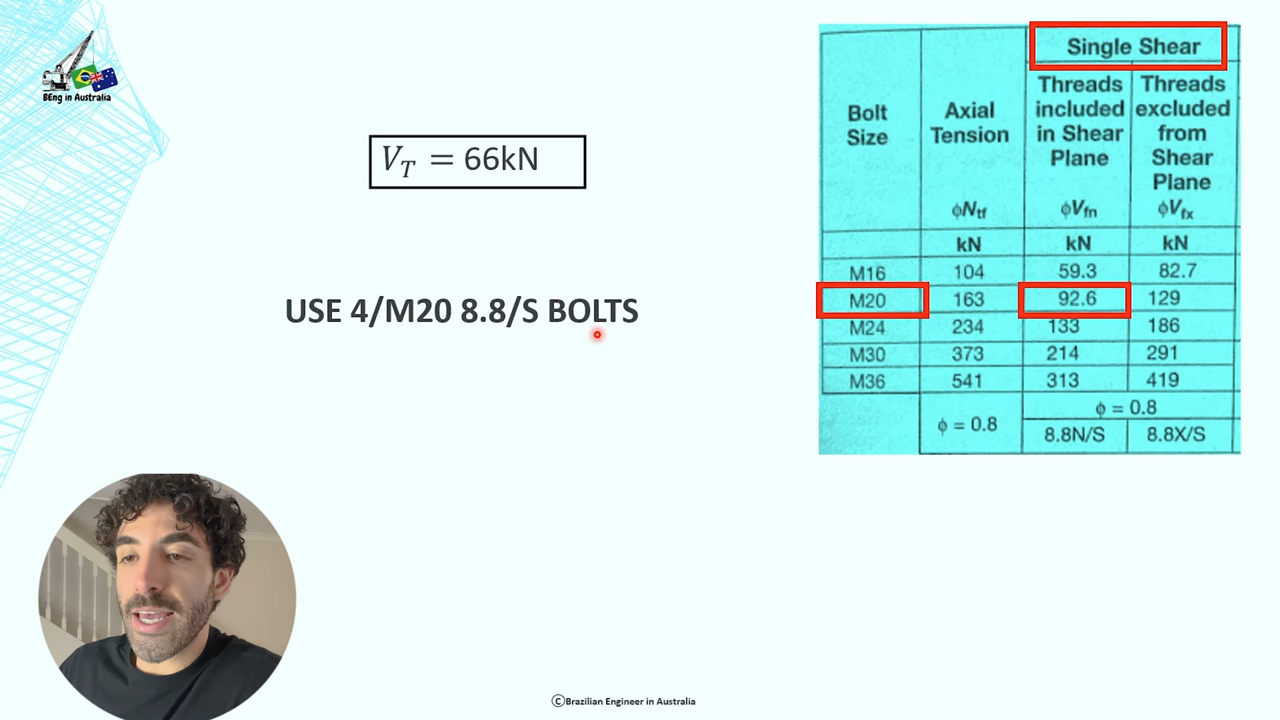 BEng in Australia
V_T = 66kN
USE 4/M20 8.8/S BOLTS
Single Shear
Bolt Size
Axial Tension
Threads included in Shear Plane
Threads excluded from Shear Plane
ϕNtf
ϕVfn
ϕVfx
kN kN kN
M16 104 59.3 82.7
M20 163 92.6 129
M24 234 133 186
M30 373 214 291
M36 541 313 419
ϕ = 0.8
ϕ = 0.8
8.8N/S 8.8X/S
©Brazilian Engineer in Australia